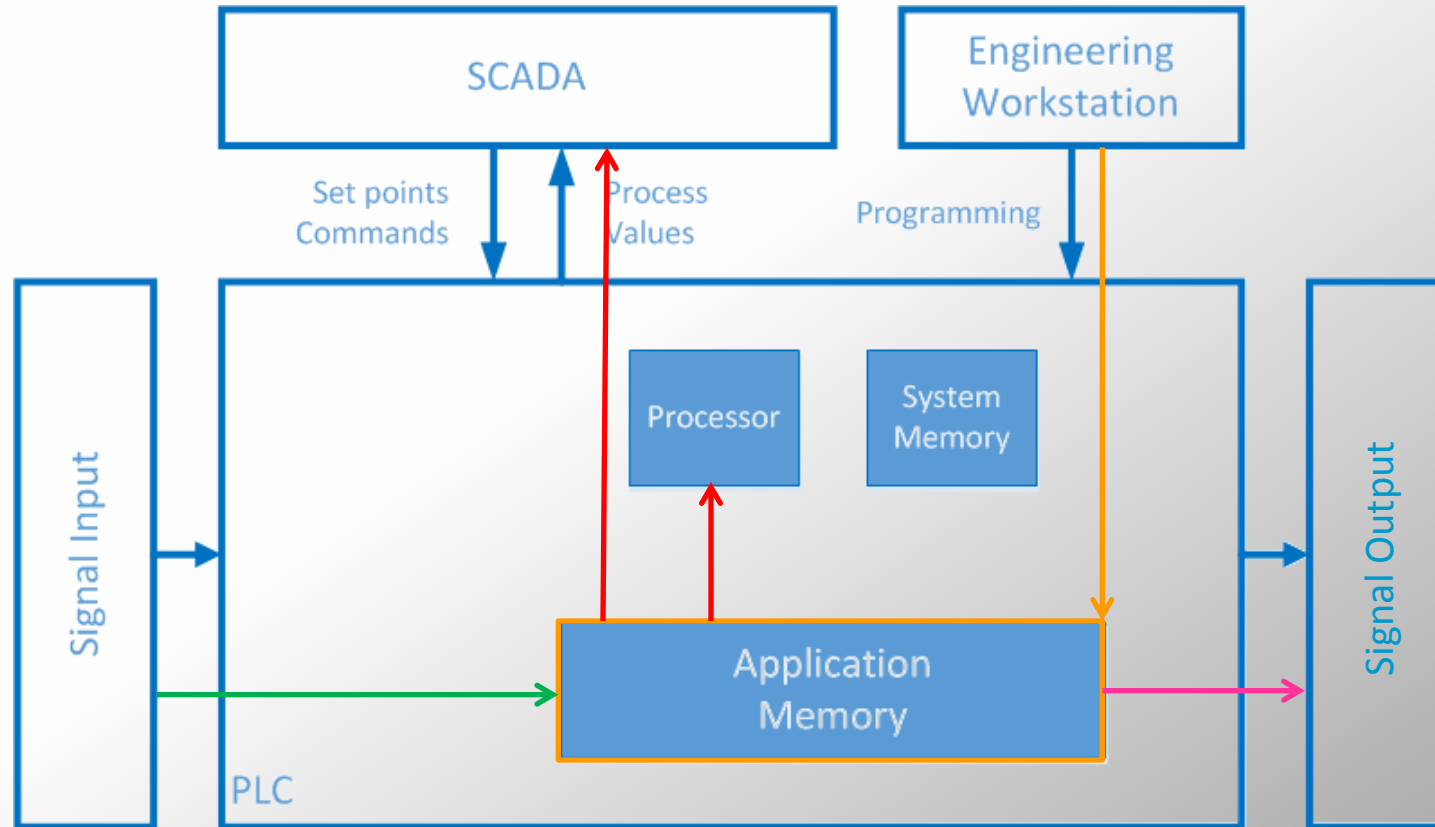 SCADA
Engineering
Workstation
Set points
Commands
Process
Values
Programming
Signal Input
Processor
System
Memory
Signal Output
Application
Memory
PLC